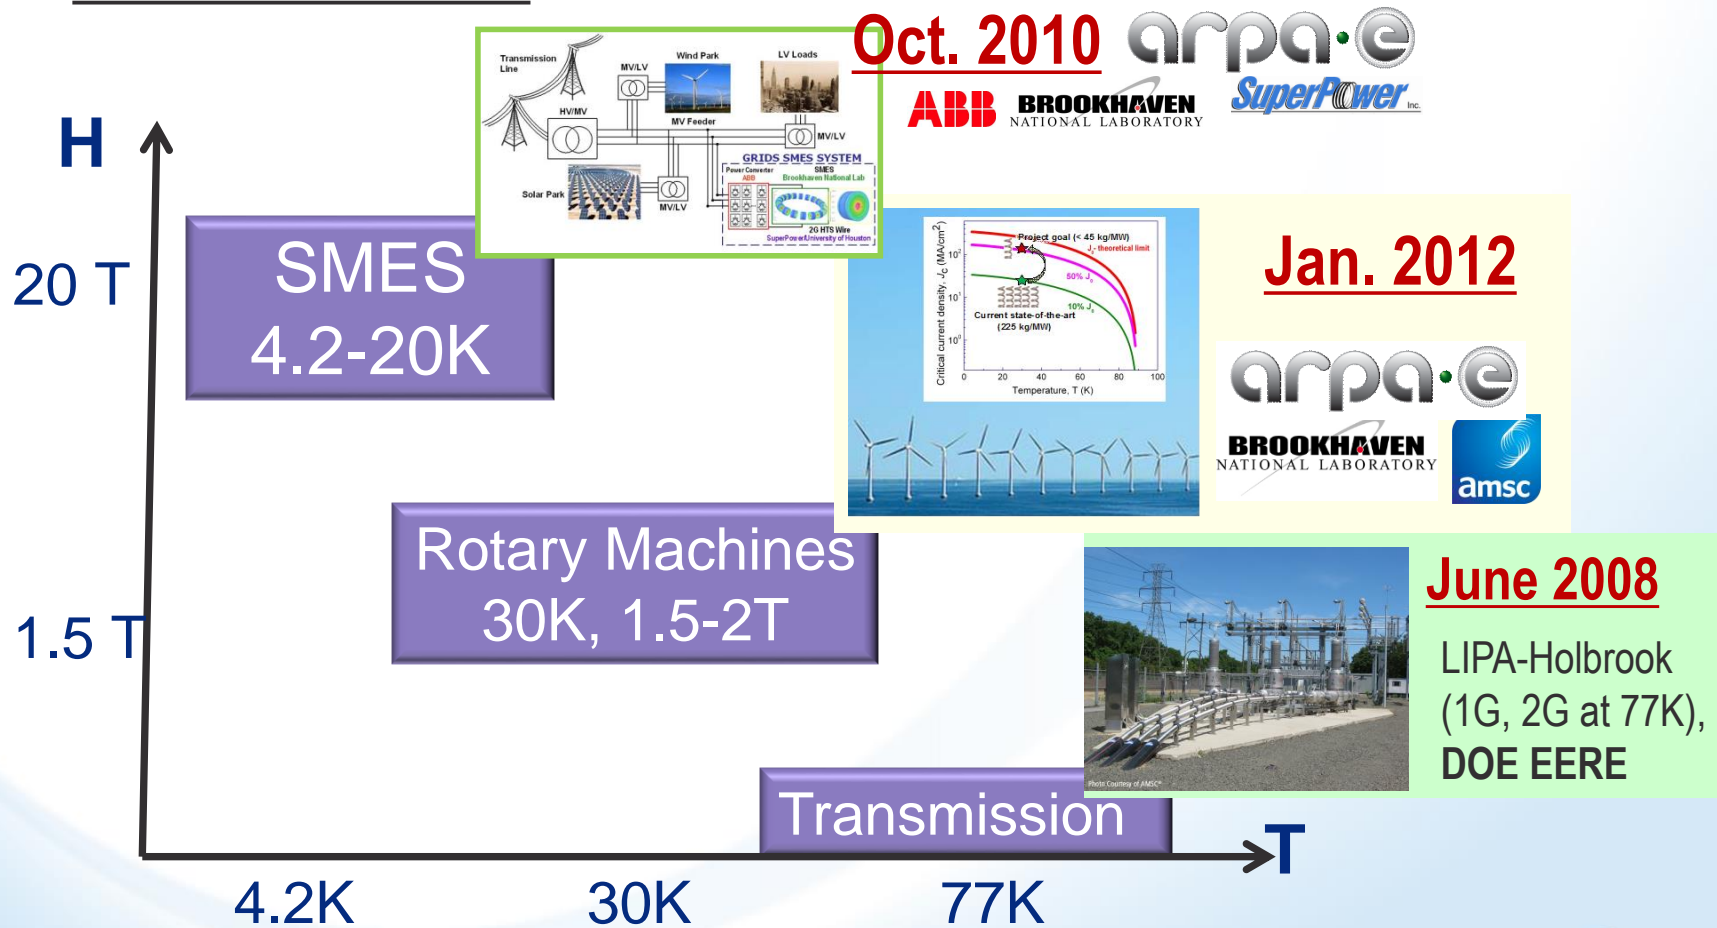 Oct. 2010
arpa·e
ABB
BROOKHAVEN
NATIONAL LABORATORY
SuperPower Inc.
Transmission
Line
Wind Park
LV Loads
MV/LV
HV/MV
MV Feeder
MV/LV
GRIDS SMES SYSTEM
Power Converter
ABB
SMES
Brookhaven National Lab
Solar Park
MV/LV
2G HTS Wire
SuperPower/University of Houston
H
20 T
SMES
4.2-20K
Critical current density, Jc (MA/cm²)
10²
10¹
10⁰
Project goal (< 45 kg/MW)
- theoretical limit
50% J
10% J
Current state-of-the-art
(225 kg/MW)
0 20 40 60 80 100
Temperature, T (K)
Jan. 2012
arpa·e
BROOKHAVEN
NATIONAL LABORATORY
amsc
1.5 T
Rotary Machines
30K, 1.5-2T
June 2008
LIPA-Holbrook
(1G, 2G at 77K),
DOE EERE
Photo Courtesy of AMSC
Transmission
T
4.2K 30K 77K